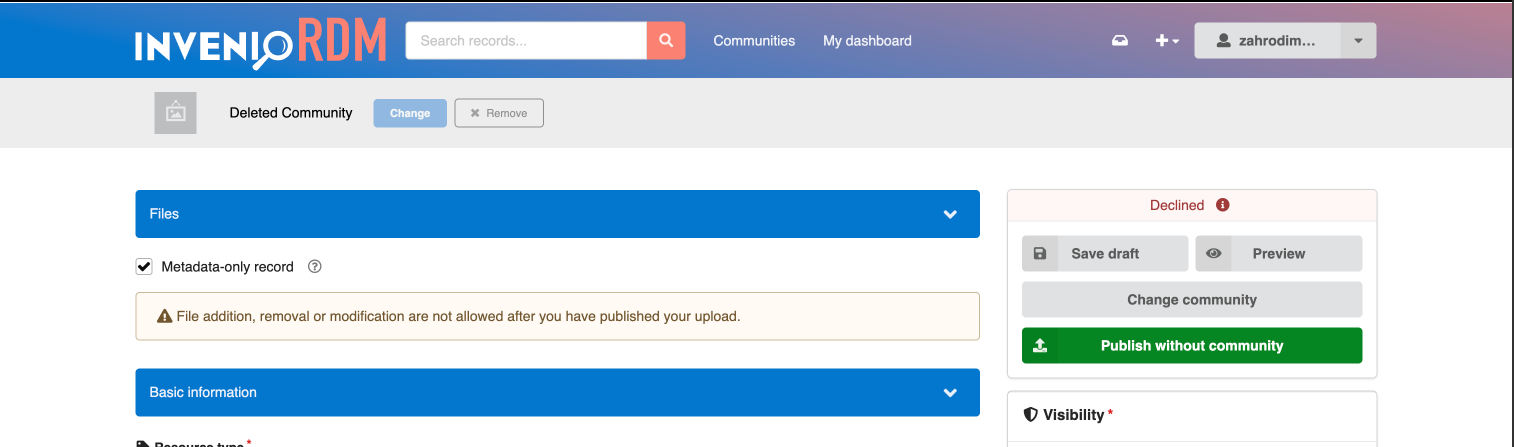 INVENIO RDM
Search records...
Communities
My dashboard
zahrodim...
Deleted Community
Change
Remove
Files
Metadata-only record
File addition, removal or modification are not allowed after you have published your upload.
Basic information
Resource type *
Declined
Save draft
Preview
Change community
Publish without community
Visibility *